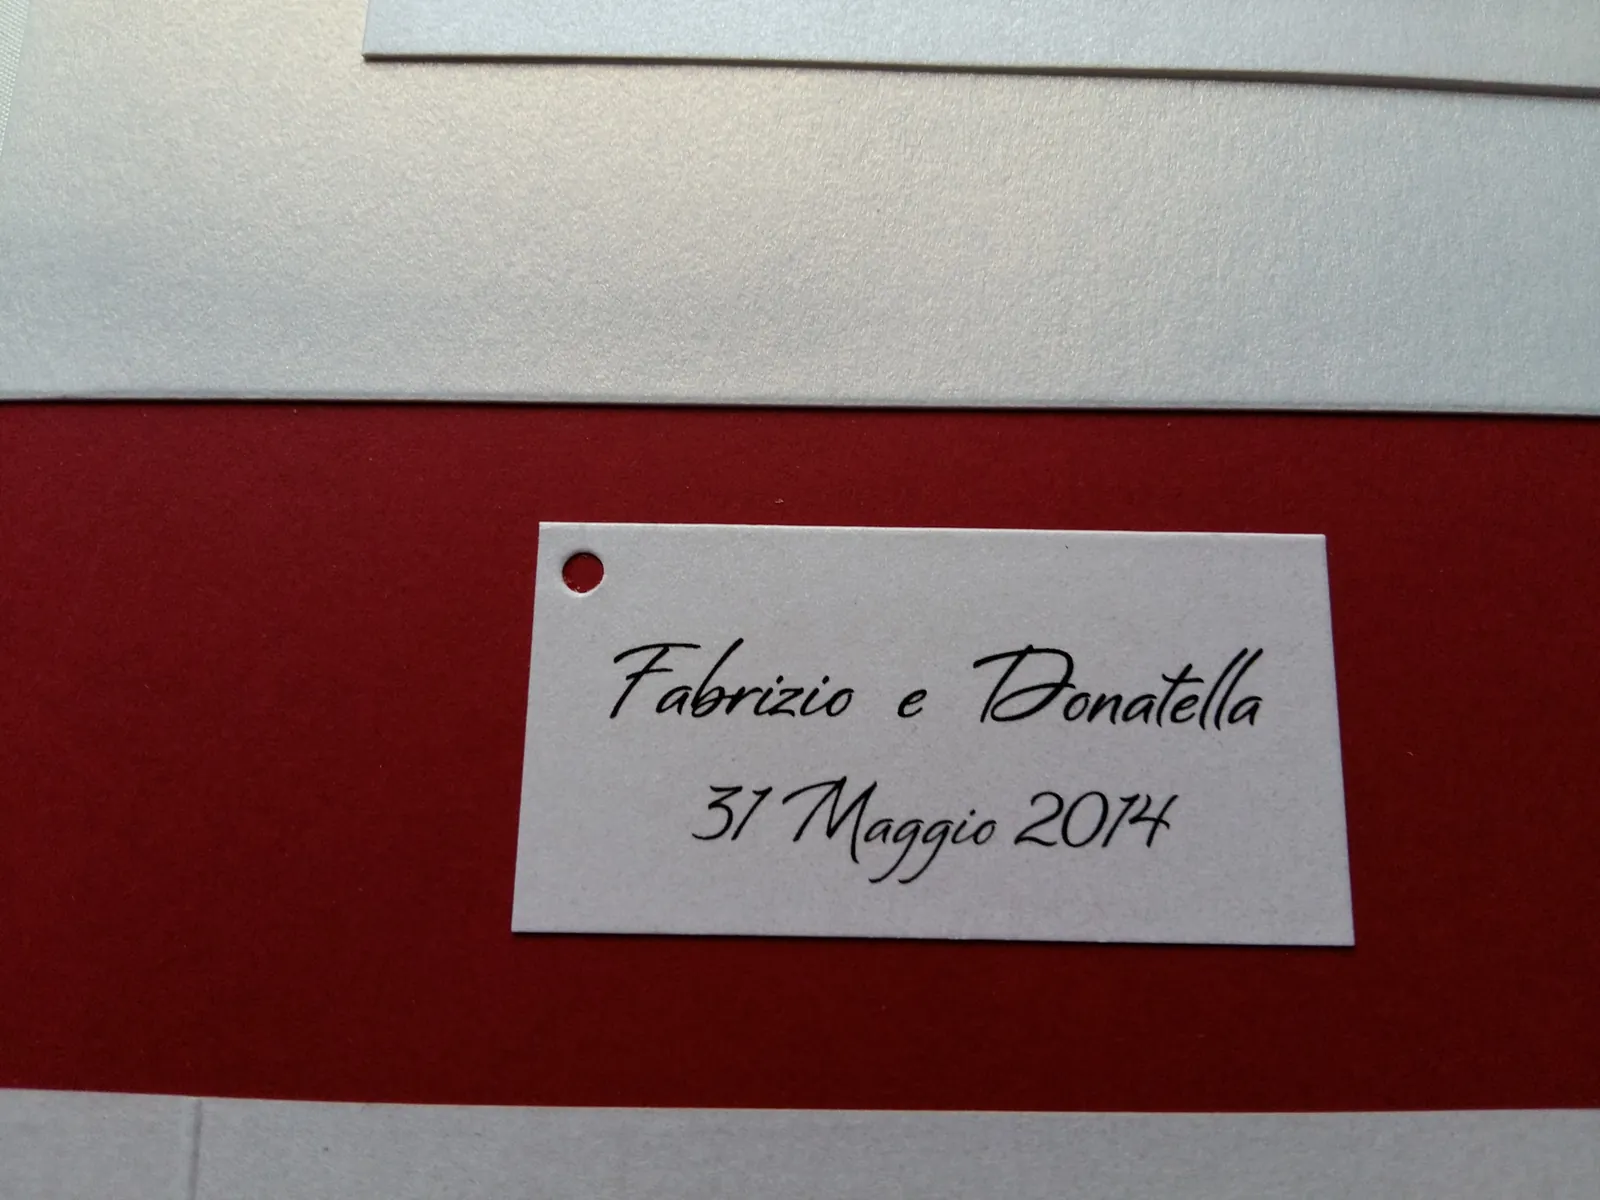 Fabrizio e Donatella
31 Maggio 2014